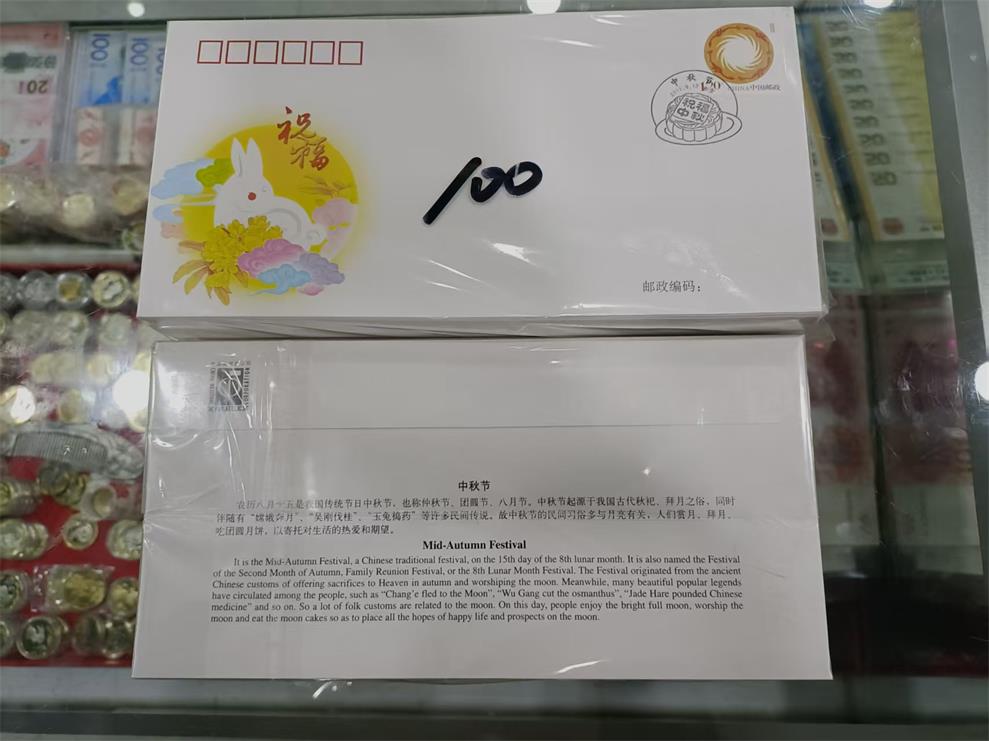 祝福
中秋节
祝福
中秋
1.20
CHINA中国邮政
100
邮政编码：
CORPORATION
中秋节
农历八月十五是我国传统节日中秋节，也称仲秋节、团圆节、八月节。中秋节起源于我国古代秋祀、拜月之俗，同时
伴随有“嫦娥奔月”、“吴刚伐桂”、“玉兔捣药”等许多民间传说。故中秋节的民间习俗多与月亮有关，人们赏月、拜月、
吃团圆月饼，以寄托对生活的热爱和期望。
Mid-Autumn Festival
It is the Mid-Autumn Festival, a Chinese traditional festival, on the 15th day of the 8th lunar month. It is also named the Festival
of the Second Month of Autumn, Family Reunion Festival, or the 8th Lunar Month Festival. The Festival originated from the ancient
Chinese customs of offering sacrifices to Heaven in autumn and worshiping the moon. Meanwhile, many beautiful popular legends
have circulated among the people, such as “Chang’e fled to the Moon”, “Wu Gang cut the osmanthus”, “Jade Hare pounded Chinese
medicine” and so on. So a lot of folk customs are related to the moon. On this day, people enjoy the bright full moon, worship the
moon and eat the moon cakes so as to place all the hopes of happy life and prospects on the moon.
100
100
201